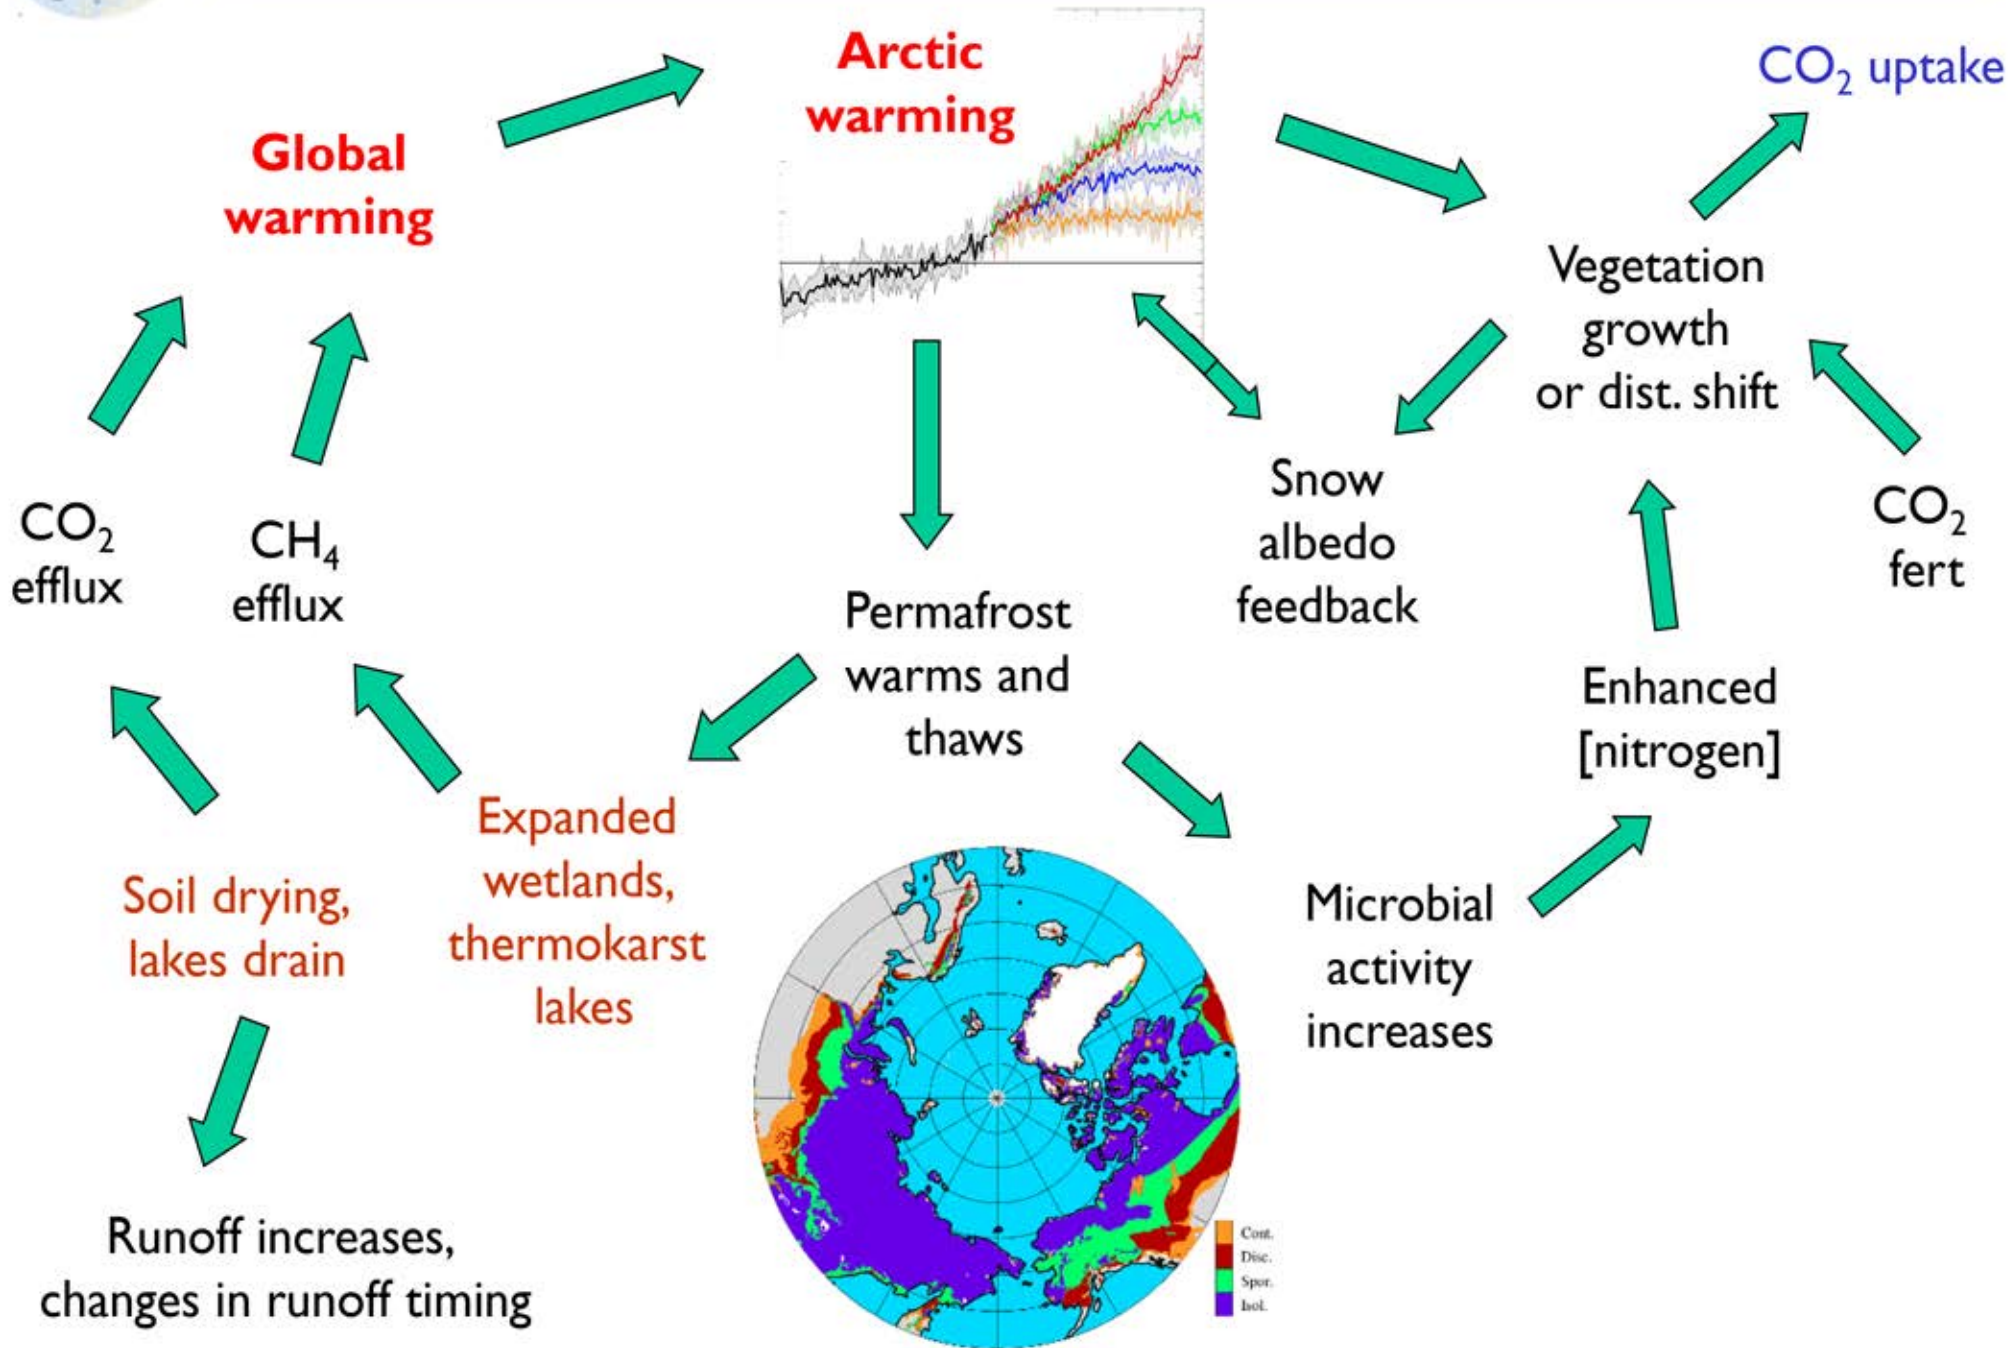 Arctic
warming
CO₂ uptake
Global
warming
Vegetation
growth
or dist. shift
Snow
albedo
feedback
CO₂
fert
CO₂
efflux
CH₄
efflux
Permafrost
warms and
thaws
Enhanced
[nitrogen]
Expanded
wetlands,
thermokarst
lakes
Soil drying,
lakes drain
Microbial
activity
increases
Runoff increases,
changes in runoff timing
Cont.
Disc.
Spor.
Isol.